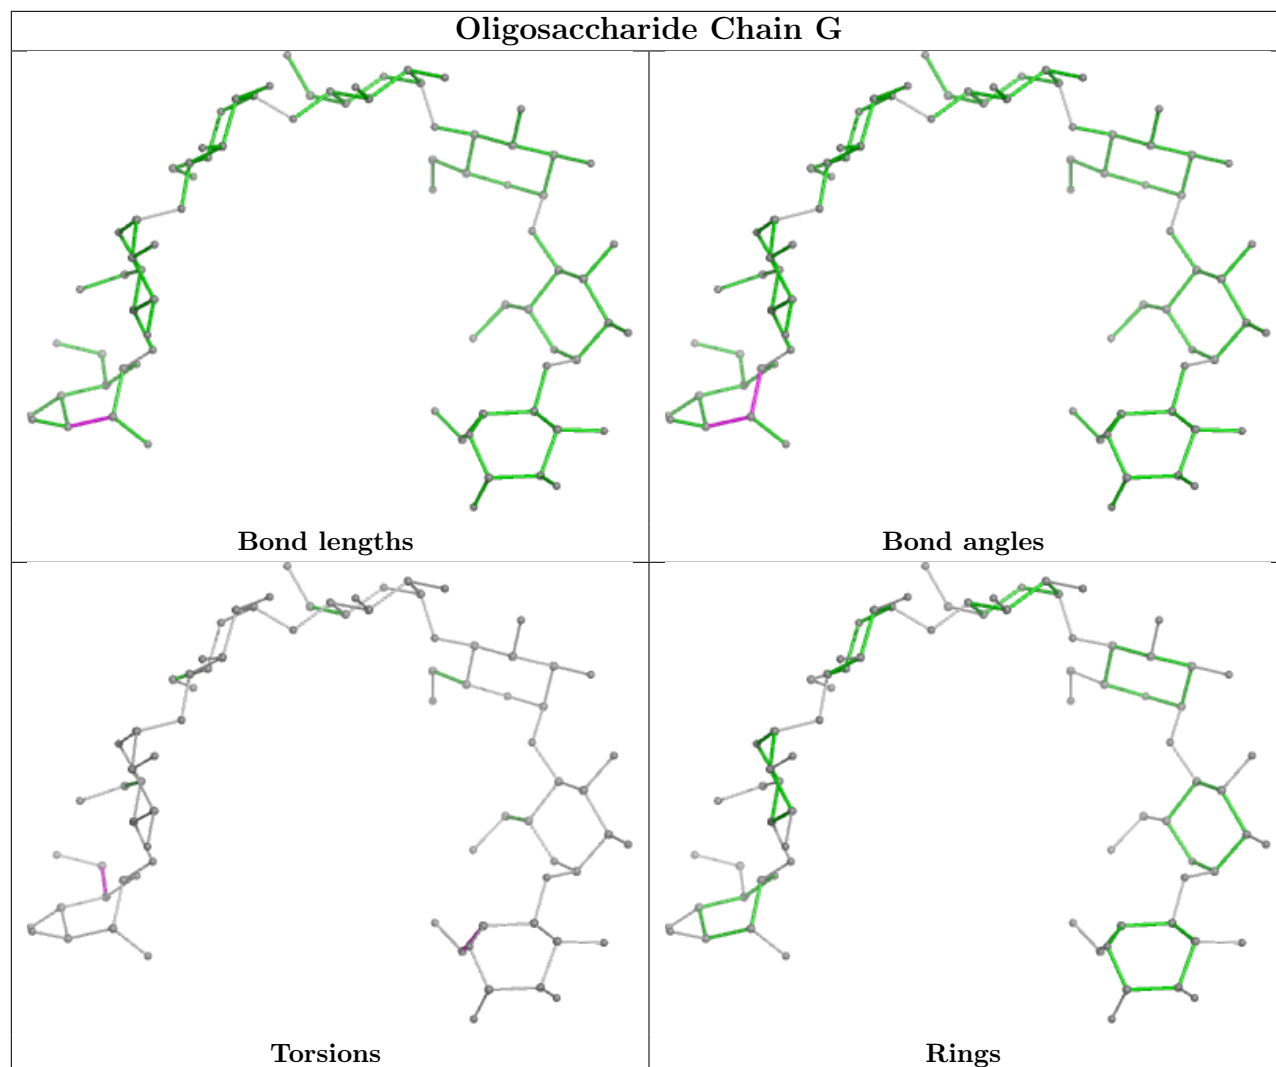 Oligosaccharide Chain G
Bond lengths
Bond angles
Torsions
Rings